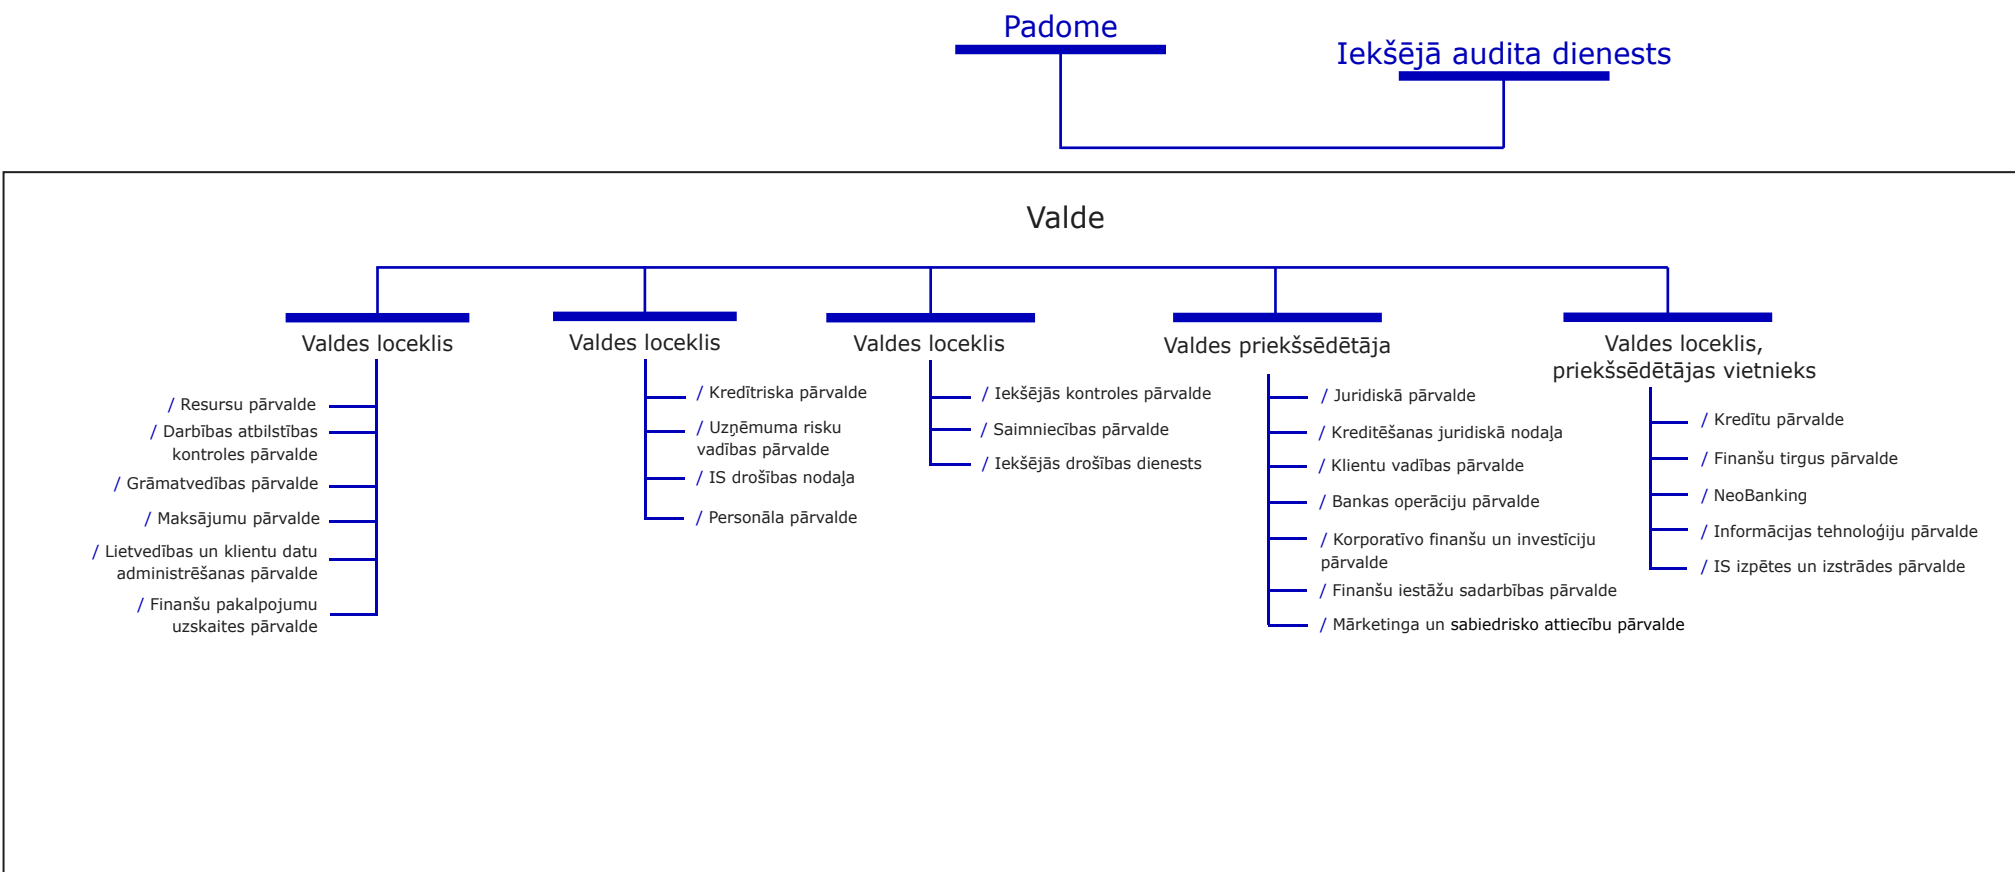 Padome
Iekšējā audita dienests
Valde
Valdes loceklis
/ Resursu pārvalde
/ Darbības atbilstības
kontroles pārvalde
/ Grāmatvedības pārvalde
/ Maksājumu pārvalde
/ Lietvedības un klientu datu
administrēšanas pārvalde
/ Finanšu pakalpojumu
uzskaites pārvalde
Valdes loceklis
/ Kredītriska pārvalde
/ Uzņēmuma risku
vadības pārvalde
/ IS drošības nodaļa
/ Personāla pārvalde
Valdes loceklis
/ Iekšējās kontroles pārvalde
/ Saimniecības pārvalde
/ Iekšējās drošības dienests
Valdes priekšsēdētāja
/ Juridiskā pārvalde
/ Kreditēšanas juridiskā nodaļa
/ Klientu vadības pārvalde
/ Bankas operāciju pārvalde
/ Korporatīvo finanšu un investīciju
pārvalde
/ Finanšu iestāžu sadarbības pārvalde
/ Mārketinga un sabiedrisko attiecību pārvalde
Valdes loceklis,
priekšsēdētājas vietnieks
/ Kredītu pārvalde
/ Finanšu tirgus pārvalde
/ NeoBanking
/ Informācijas tehnoloģiju pārvalde
/ IS izpētes un izstrādes pārvalde